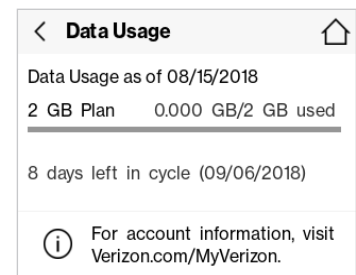 Data Usage
Data Usage as of 08/15/2018
2 GB Plan 0.000 GB/2 GB used
8 days left in cycle (09/06/2018)
For account information, visit
Verizon.com/MyVerizon.